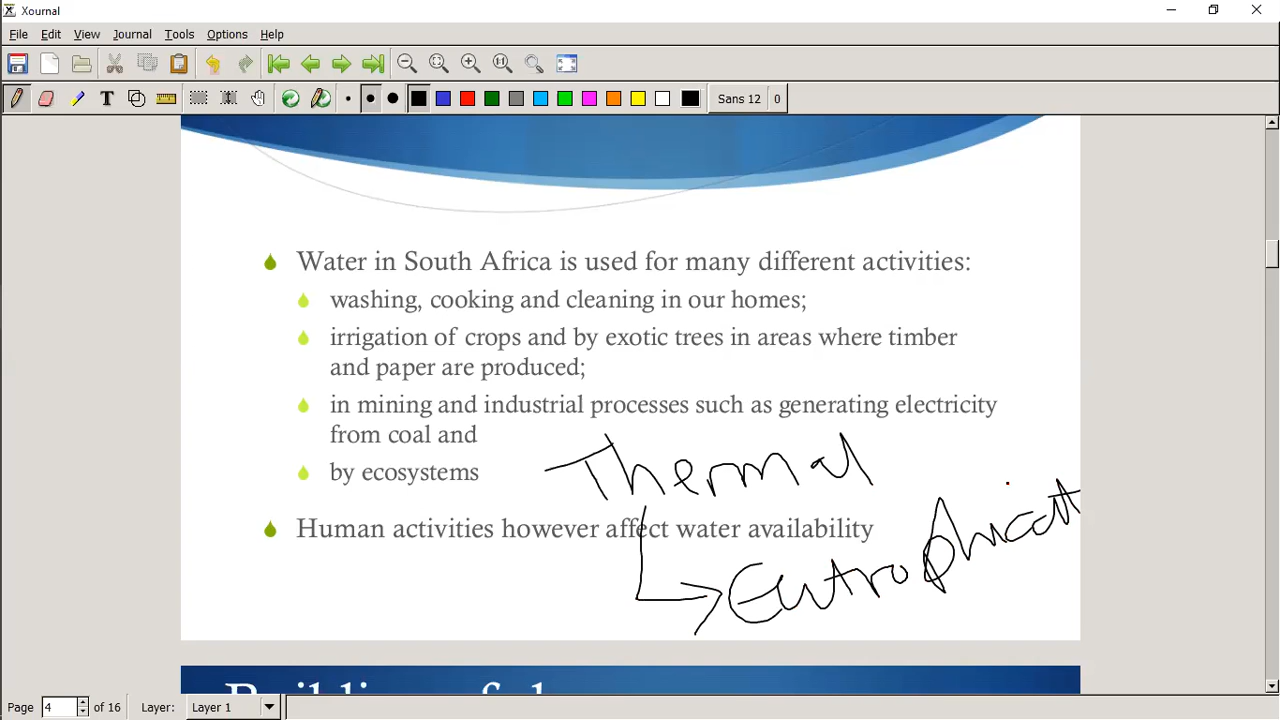 Xournal
File Edit View Journal Tools Options Help
Sans 12 0
Water in South Africa is used for many different activities:
washing, cooking and cleaning in our homes;
irrigation of crops and by exotic trees in areas where timber
and paper are produced;
in mining and industrial processes such as generating electricity
from coal and
by ecosystems
Thermal
Human activities however affect water availability
Eutrophicat
Page 4 of 16 Layer: Layer 1